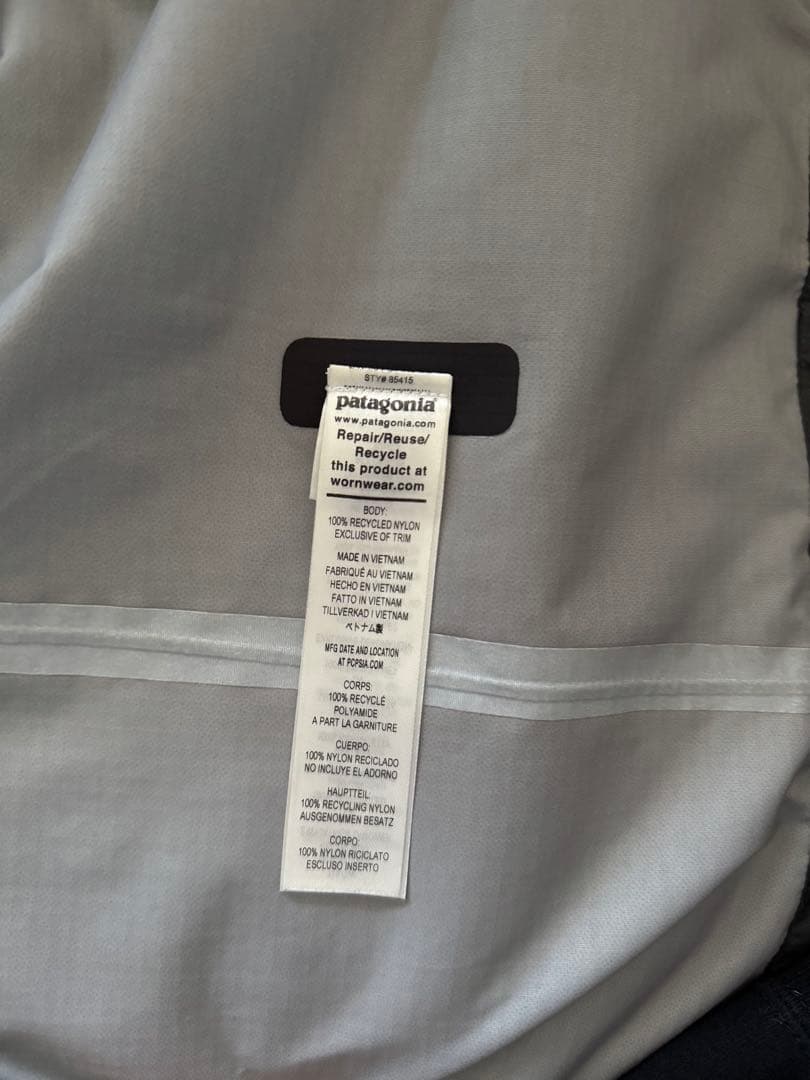 STY# 85415
patagonia®
www.patagonia.com
Repair/Reuse/
Recycle
this product at
wornwear.com
BODY:
100% RECYCLED NYLON
EXCLUSIVE OF TRIM
MADE IN VIETNAM
FABRIQUÉ AU VIETNAM
HECHO EN VIETNAM
FATTO IN VIETNAM
TILLVERKAD I VIETNAM
ベトナム製
MFG DATE AND LOCATION
AT PCPSIA.COM
CORPS:
100% RECYCLÉ
POLYAMIDE
A PART LA GARNITURE
CUERPO:
100% NYLON RECICLADO
NO INCLUYE EL ADORNO
HAUPTTEIL:
100% RECYCLING NYLON
AUSGENOMMEN BESATZ
CORPO:
100% NYLON RICICLATO
ESCLUSO INSERTO